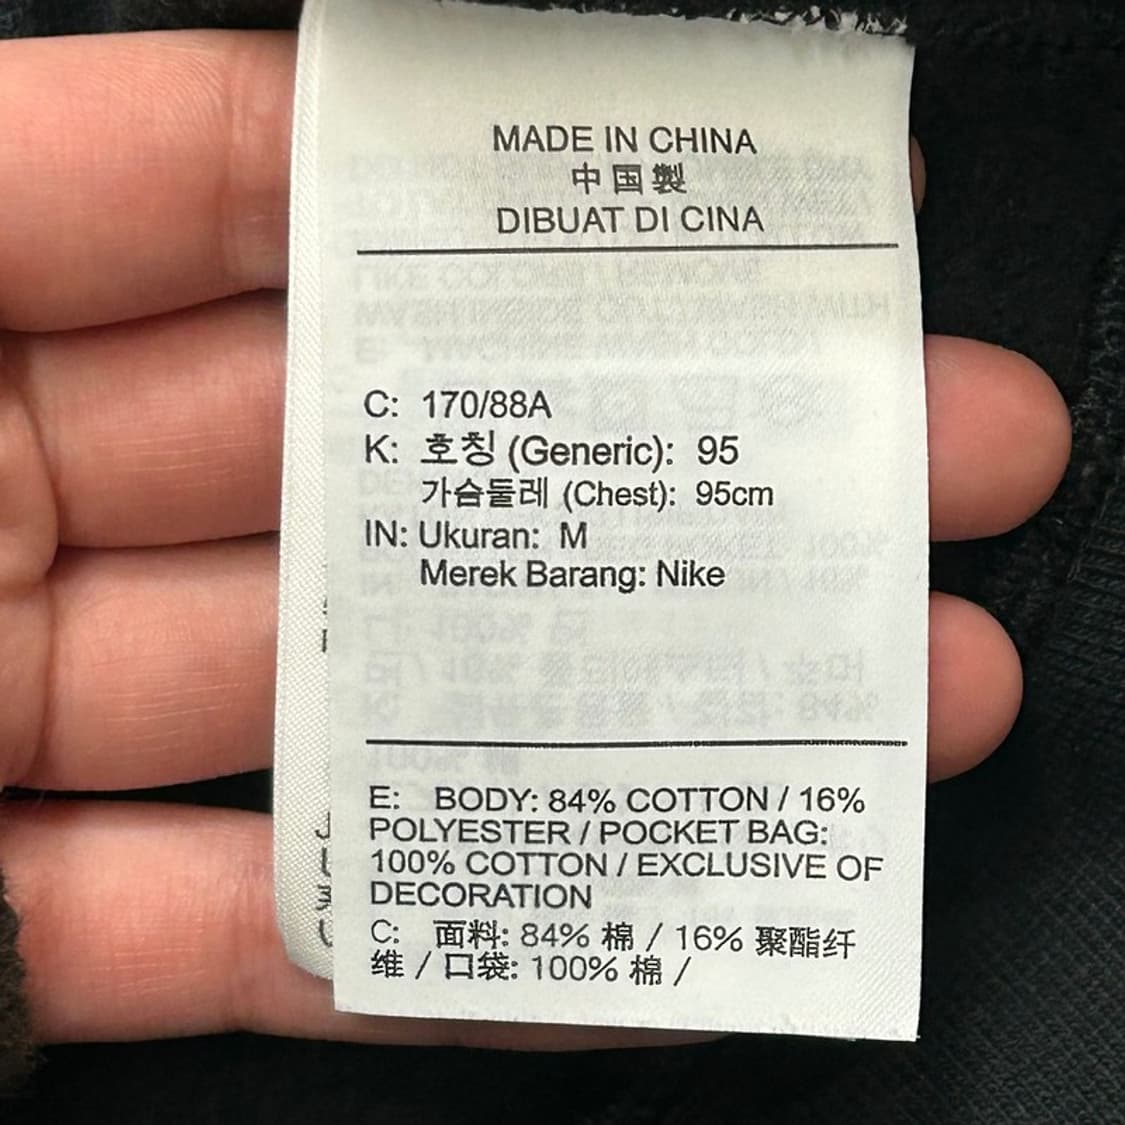 MADE IN CHINA
中国製
DIBUAT DI CINA
C: 170/88A
K: 호칭 (Generic): 95
가슴둘레 (Chest): 95cm
IN: Ukuran: M
Merek Barang: Nike
E: BODY: 84% COTTON / 16%
POLYESTER / POCKET BAG:
100% COTTON / EXCLUSIVE OF
DECORATION
C: 面料: 84% 棉 / 16% 聚酯纤
维 / 口袋: 100% 棉 /